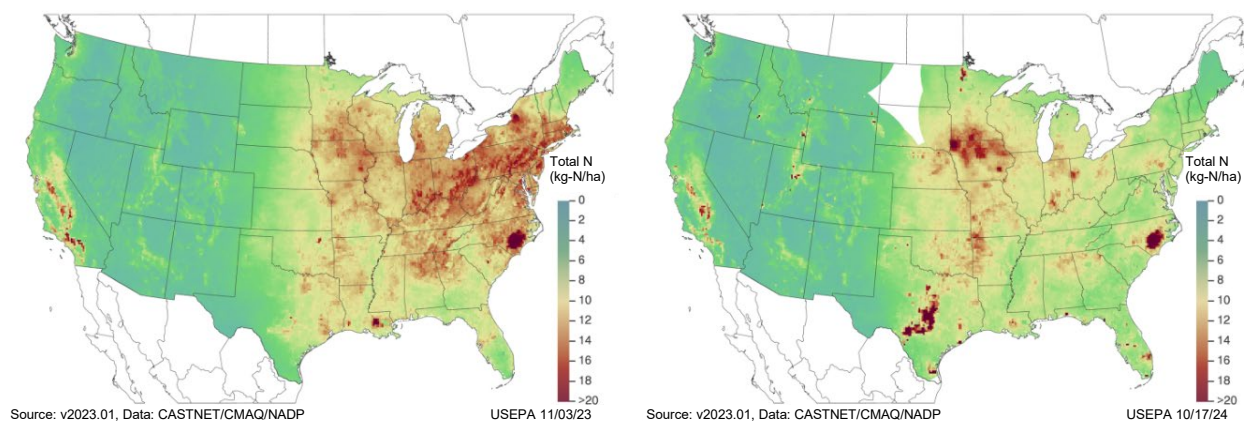 Total N
(kg-N/ha)
0
2
4
6
8
10
12
14
16
18
>20
Source: v2023.01, Data: CASTNET/CMAQ/NADP
USEPA 11/03/23
Total N
(kg-N/ha)
0
2
4
6
8
10
12
14
16
18
>20
Source: v2023.01, Data: CASTNET/CMAQ/NADP
USEPA 10/17/24